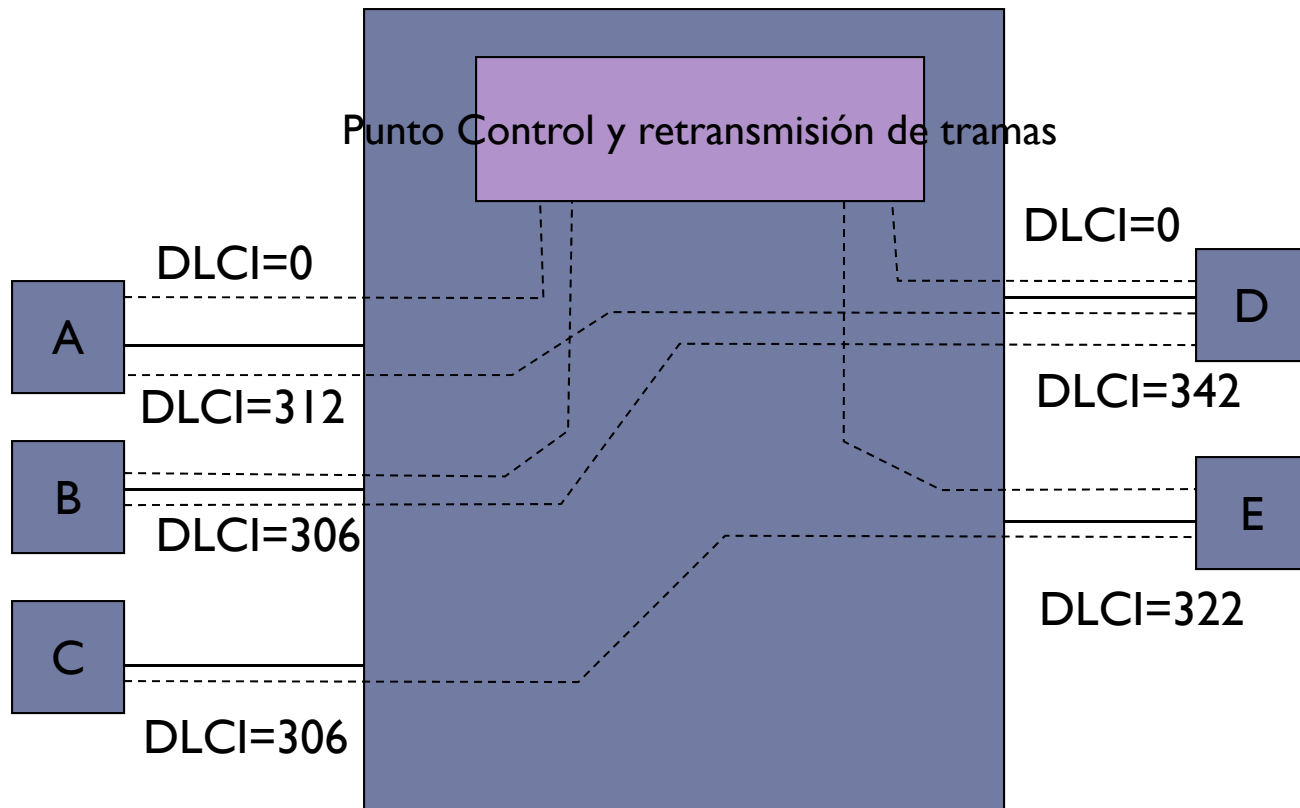 Punto Control y retransmisión de tramas
DLCI=0
DLCI=0
A
D
DLCI=312
DLCI=342
B
E
DLCI=306
DLCI=322
C
DLCI=306